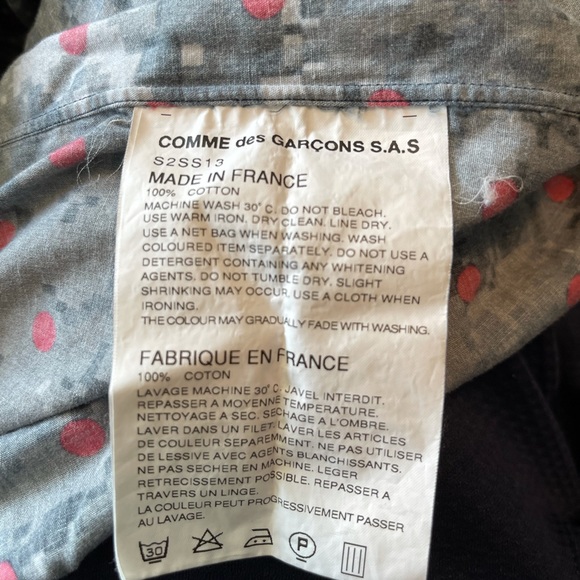 COMME des GARÇONS S.A.S
S2SS13
MADE IN FRANCE
100% COTTON
MACHINE WASH 30° C. DO NOT BLEACH.
USE WARM IRON. DRY CLEAN. LINE DRY.
USE A NET BAG WHEN WASHING. WASH
COLOURED ITEM SEPARATELY. DO NOT USE A
DETERGENT CONTAINING ANY WHITENING
AGENTS. DO NOT TUMBLE DRY. SLIGHT
SHRINKING MAY OCCUR. USE A CLOTH WHEN
IRONING.
THE COLOUR MAY GRADUALLY FADE WITH WASHING.
FABRIQUE EN FRANCE
100% COTON
LAVAGE MACHINE 30° C. JAVEL INTERDIT.
REPASSER A MOYENNE TEMPERATURE.
NETTOYAGE A SEC. SECHAGE A L'OMBRE.
LAVER DANS UN FILET. LAVER LES ARTICLES
DE COULEUR SEPAREMMENT. NE PAS UTILISER
DE LESSIVE AVEC AGENTS BLANCHISSANTS.
NE PAS SECHER EN MACHINE. LEGER
RETRECISSEMENT POSSIBLE. REPASSER A
TRAVERS UN LINGE.
LA COULEUR PEUT PROGRESSIVEMENT PASSER
AU LAVAGE.
30 P